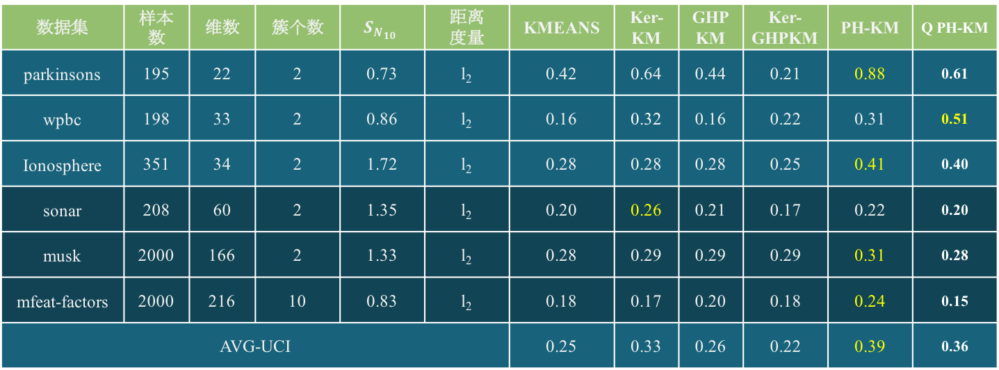 数据集 样本数 维数 簇个数 S_{N_{10}} 距离度量 KMEANS Ker-KM GHP KM Ker-GHPKM PH-KM Q PH-KM
parkinsons 195 22 2 0.73 l₂ 0.42 0.64 0.44 0.21 0.88 0.61
wpbc 198 33 2 0.86 l₂ 0.16 0.32 0.16 0.22 0.31 0.51
Ionosphere 351 34 2 1.72 l₂ 0.28 0.28 0.28 0.25 0.41 0.40
sonar 208 60 2 1.35 l₂ 0.20 0.26 0.21 0.17 0.22 0.20
musk 2000 166 2 1.33 l₂ 0.28 0.29 0.29 0.29 0.31 0.28
mfeat-factors 2000 216 10 0.83 l₂ 0.18 0.17 0.20 0.18 0.24 0.15
AVG-UCI 0.25 0.33 0.26 0.22 0.39 0.36